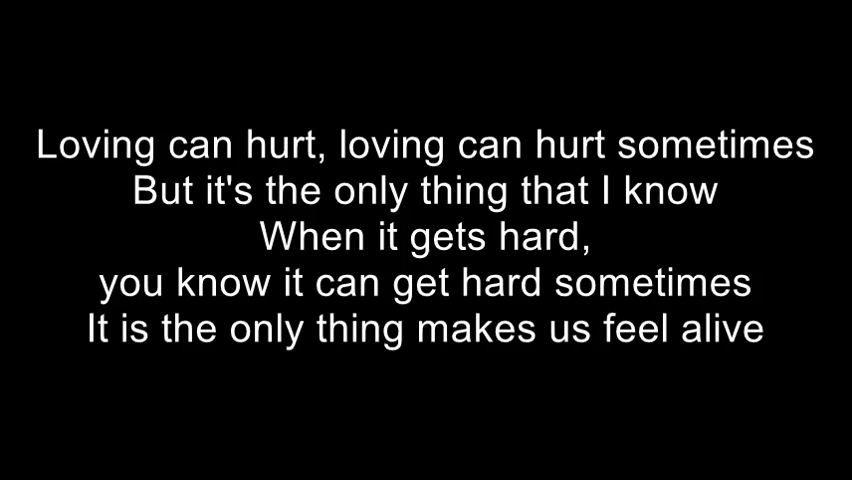 Loving can hurt, loving can hurt sometimes
But it's the only thing that I know
When it gets hard,
you know it can get hard sometimes
It is the only thing makes us feel alive